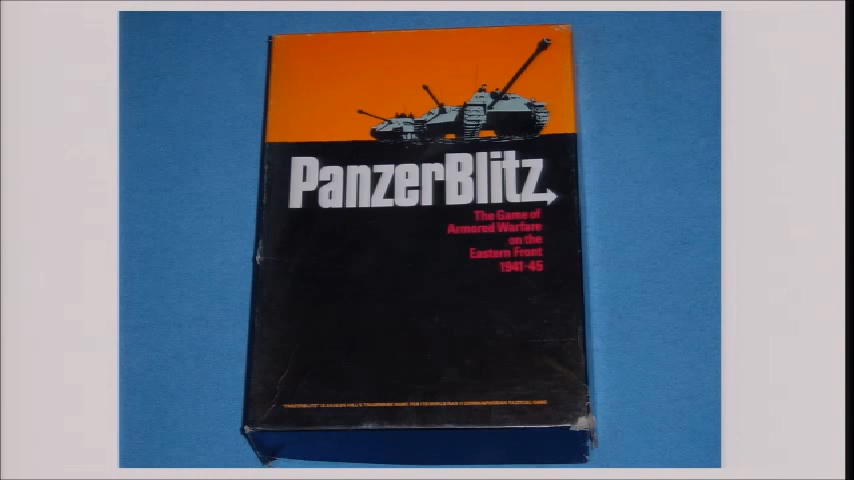 PanzerBlitz
The Game of
Armored Warfare
on the
Eastern Front
1941-45